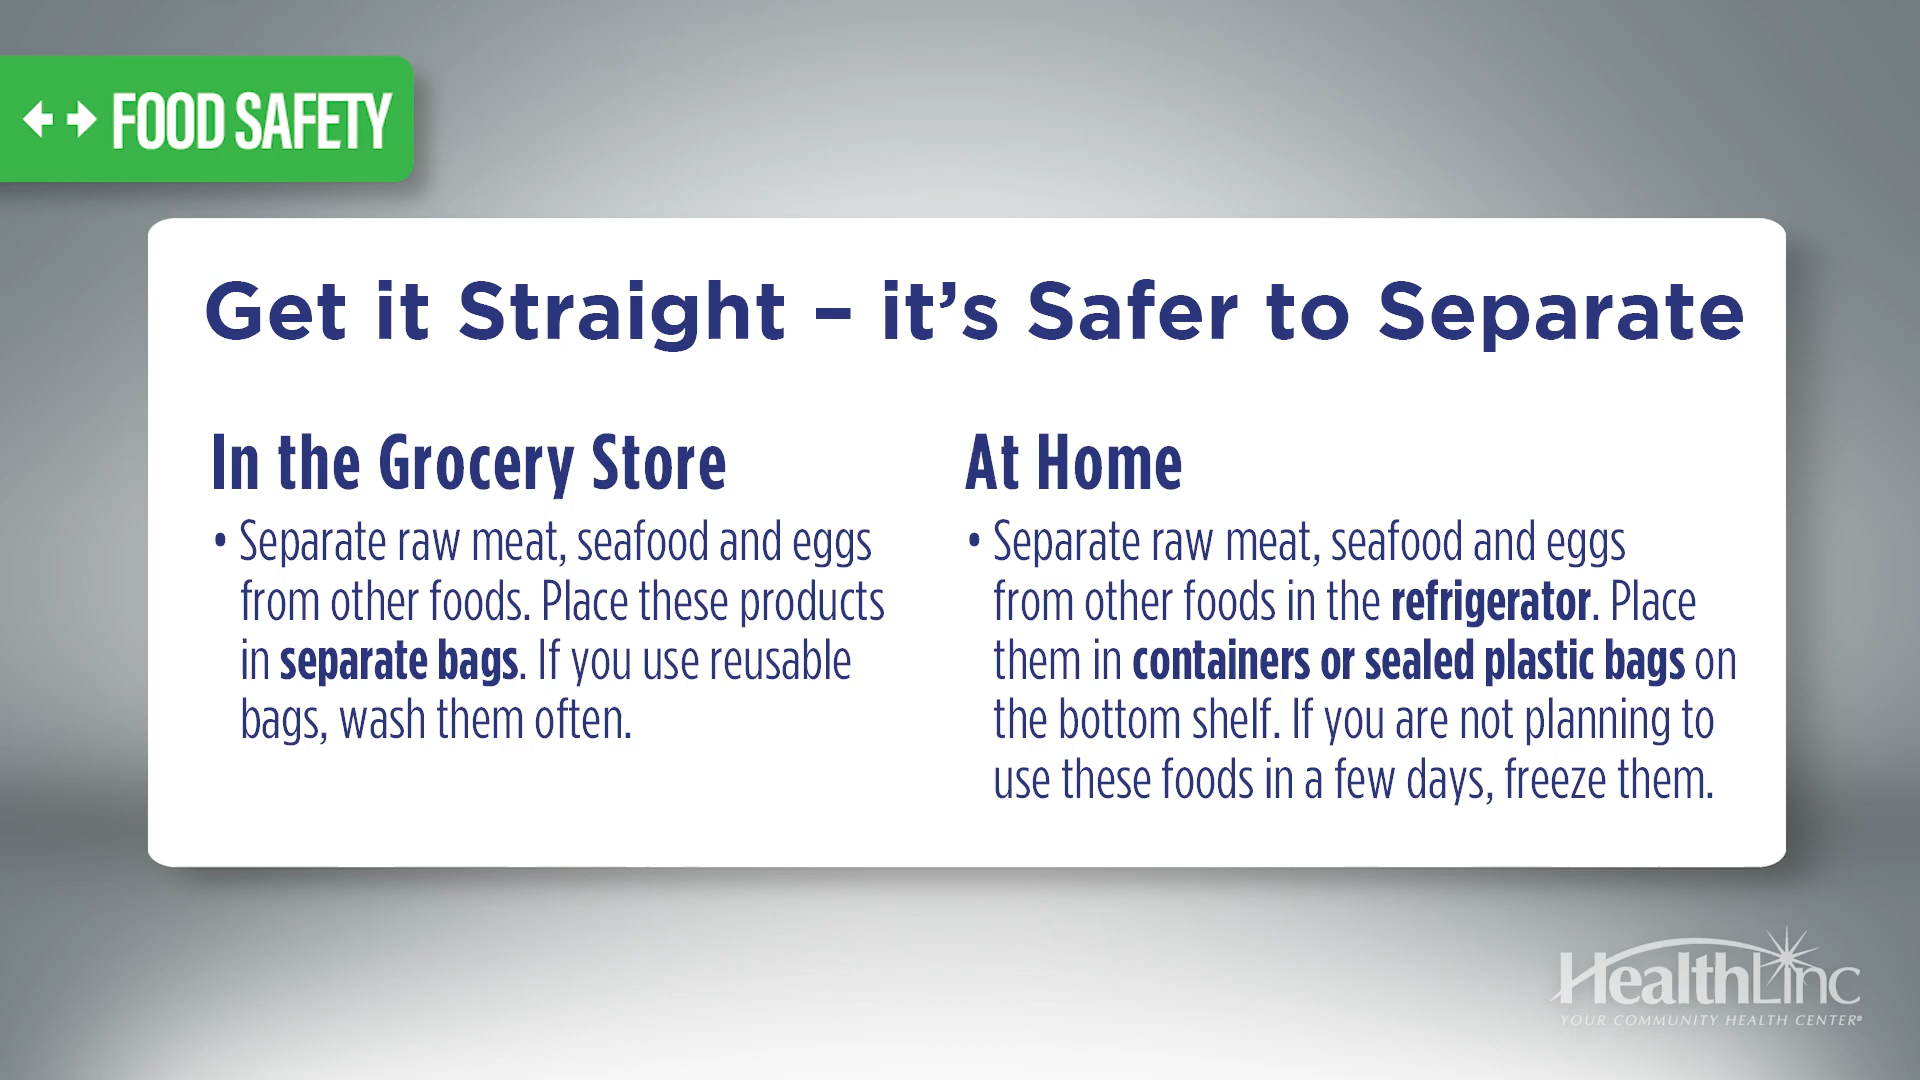 FOOD SAFETY
Get it Straight – it’s Safer to Separate
In the Grocery Store
• Separate raw meat, seafood and eggs
from other foods. Place these products
in separate bags. If you use reusable
bags, wash them often.
At Home
• Separate raw meat, seafood and eggs
from other foods in the refrigerator. Place
them in containers or sealed plastic bags on
the bottom shelf. If you are not planning to
use these foods in a few days, freeze them.
HealthLinc
YOUR COMMUNITY HEALTH CENTER®